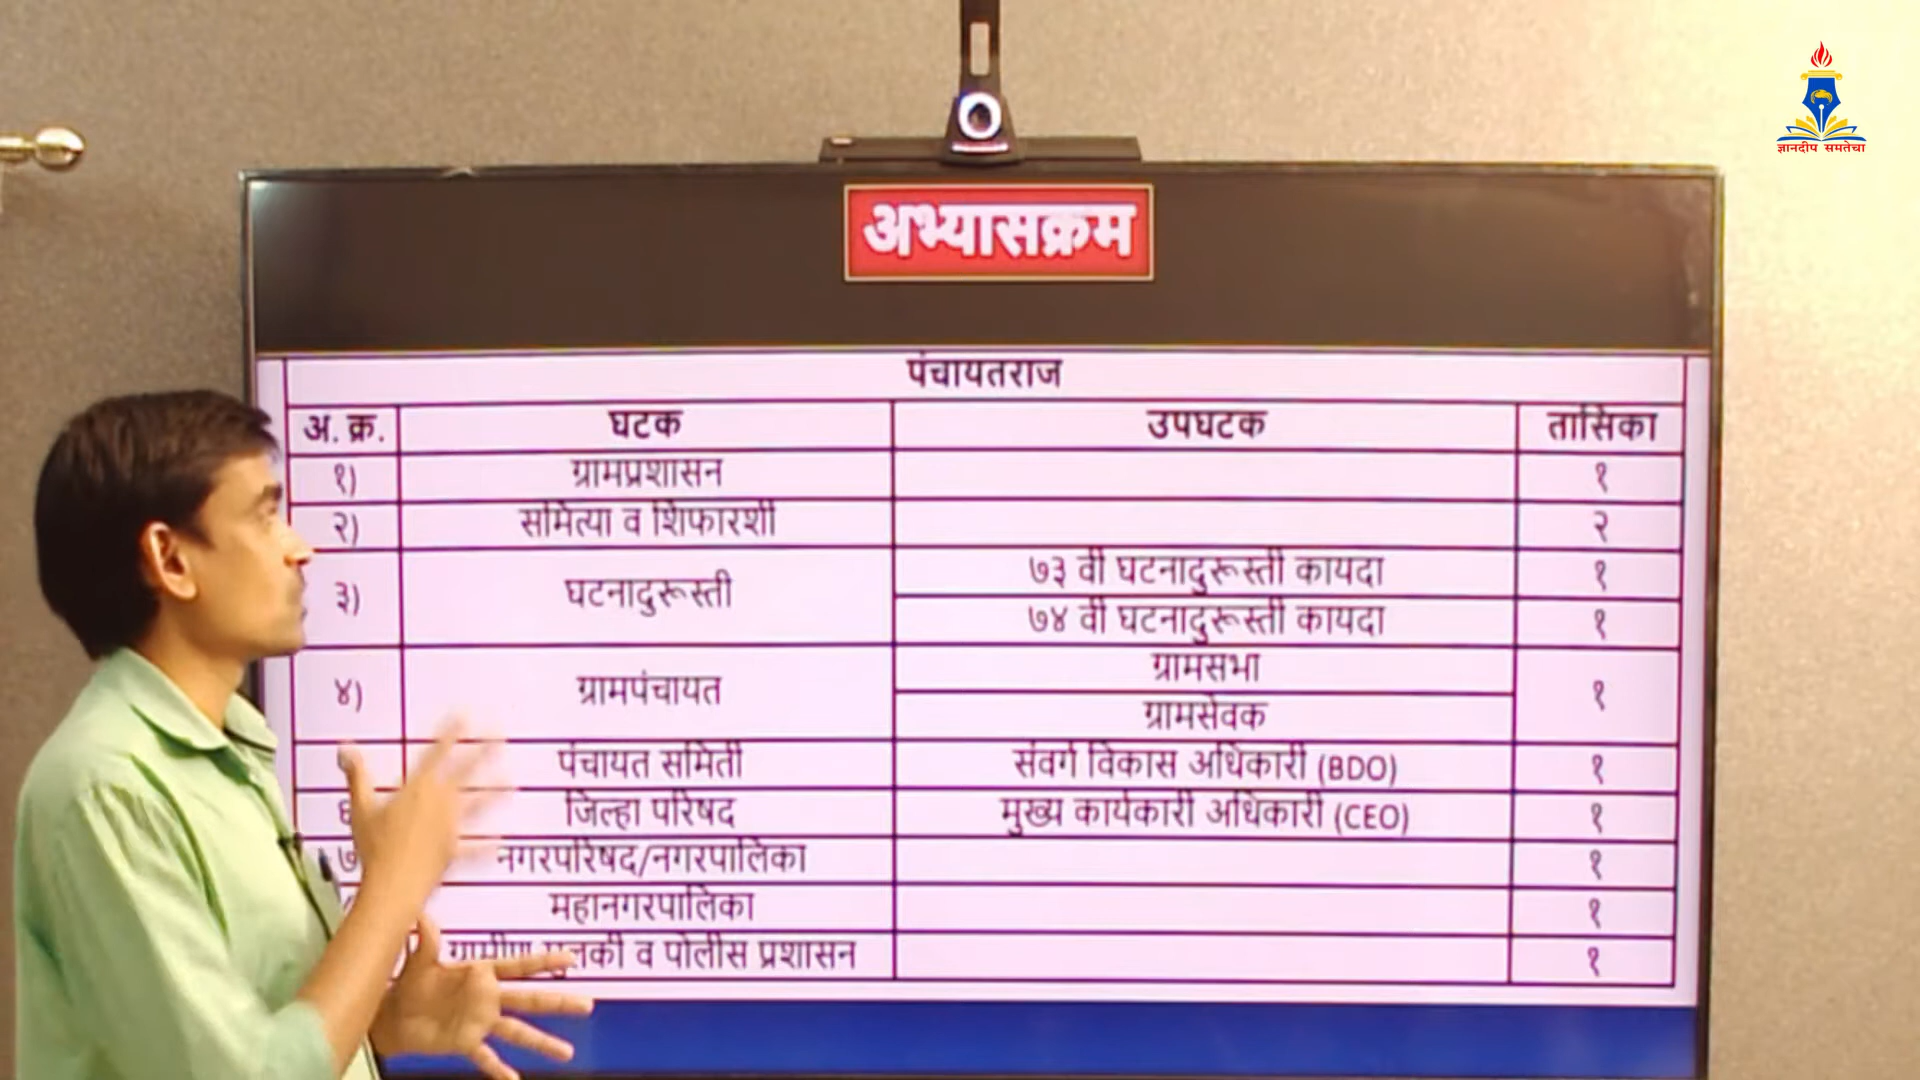 ज्ञानदीप समतेचा
अभ्यासक्रम
पंचायतराज
अ. क्र. घटक उपघटक तासिका
१) ग्रामप्रशासन १
२) समित्या व शिफारशी २
३) घटनादुरूस्ती ७३ वी घटनादुरूस्ती कायदा १
७४ वी घटनादुरूस्ती कायदा १
४) ग्रामपंचायत ग्रामसभा १
ग्रामसेवक
पंचायत समिती संवर्ग विकास अधिकारी (BDO) १
६ जिल्हा परिषद मुख्य कार्यकारी अधिकारी (CEO) १
७ नगरपरिषद/नगरपालिका १
महानगरपालिका १
व पोलीस प्रशासन १